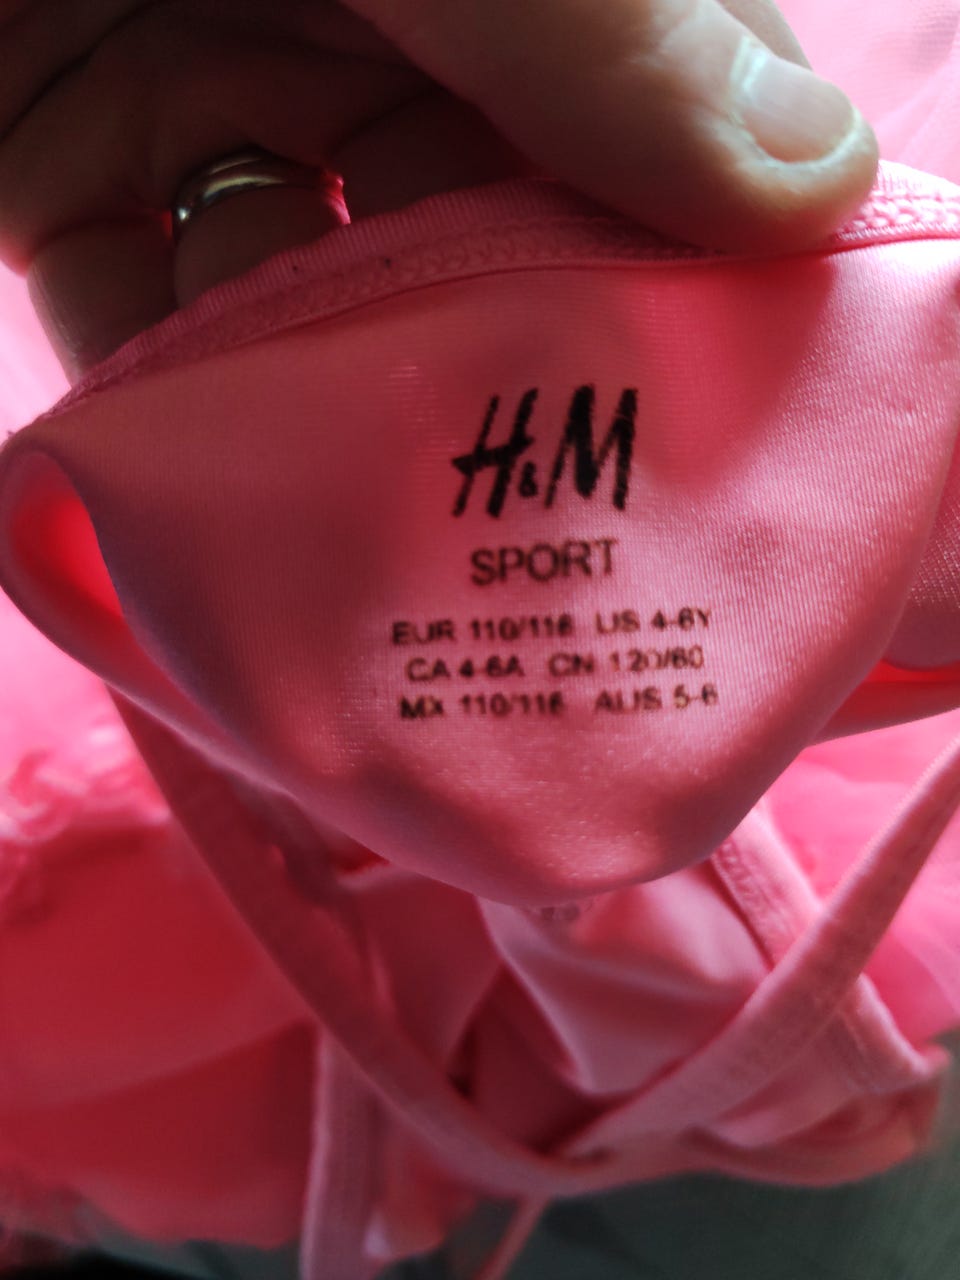 H&M
SPORT
EUR 110/116 US 4-6Y
CA 4-6A CN 120/60
MX 110/116 AUS 5-6